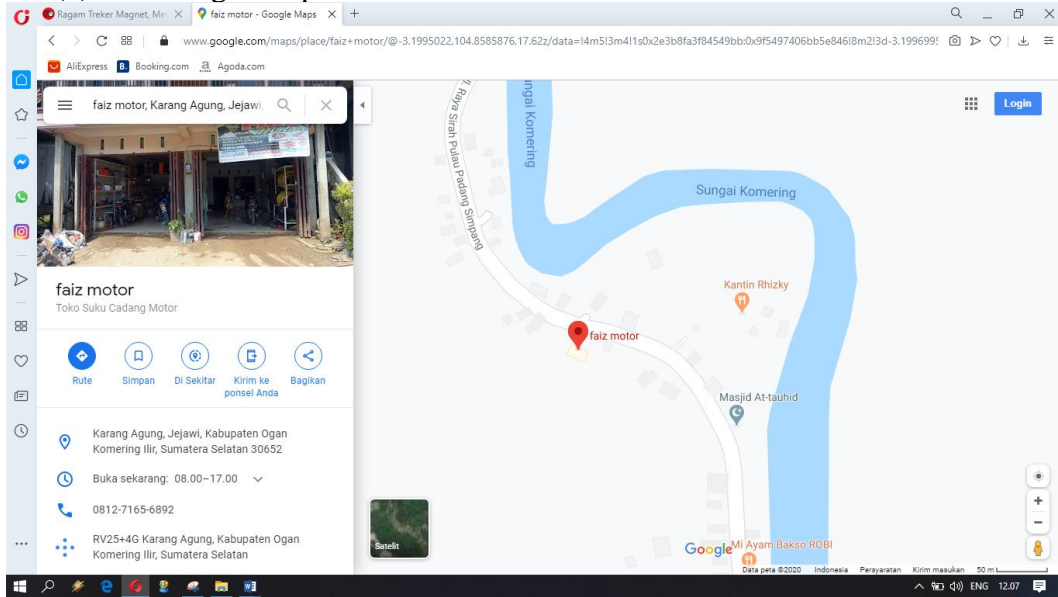 Ragam Treker Magnet, Me
faiz motor - Google Maps
www.google.com/maps/place/faiz+motor/@-3.1995022,104.8585876,17.62z/data=!4m5!3m4!1s0x2e3b8fa3f84549bb:0x9f5497406bb5e846!8m2!3d-3.199699
AliExpress
Booking.com
Agoda.com
faiz motor, Karang Agung, Jejawi,
Login
faiz motor
Toko Suku Cadang Motor
Rute
Simpan
Di Sekitar
Kirim ke
ponsel Anda
Bagikan
Karang Agung, Jejawi, Kabupaten Ogan
Komering Ilir, Sumatera Selatan 30652
Buka sekarang: 08.00–17.00
0812-7165-6892
RV25+4G Karang Agung, Kabupaten Ogan
Komering Ilir, Sumatera Selatan
Raya Sirah Pulau Padang Simpang
ngai Komering
Sungai Komering
Kantin Rhizky
faiz motor
Masjid At-tauhid
Mi Ayam Bakso ROBI
Satelit
Google
Data peta ©2020
Indonesia
Persyaratan
Kirim masukan
50 m
ENG
12.07